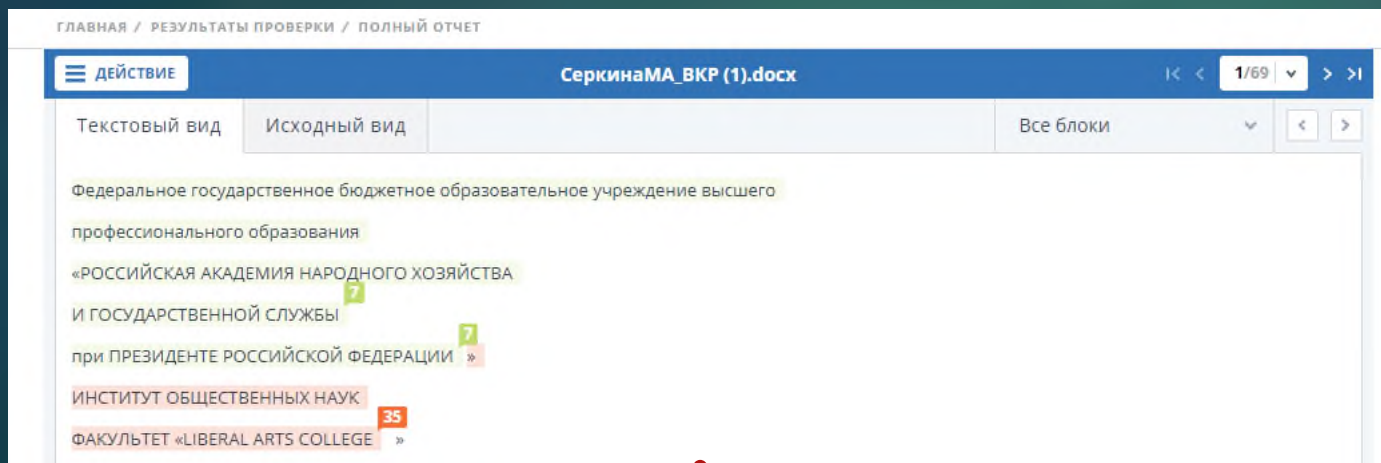 ГЛАВНАЯ / РЕЗУЛЬТАТЫ ПРОВЕРКИ / ПОЛНЫЙ ОТЧЕТ
ДЕЙСТВИЕ СеркинаМА_ВКР (1).docx 1/69
Текстовый вид Исходный вид Все блоки
Федеральное государственное бюджетное образовательное учреждение высшего
профессионального образования
«РОССИЙСКАЯ АКАДЕМИЯ НАРОДНОГО ХОЗЯЙСТВА
7
И ГОСУДАРСТВЕННОЙ СЛУЖБЫ
7
при ПРЕЗИДЕНТЕ РОССИЙСКОЙ ФЕДЕРАЦИИ »
ИНСТИТУТ ОБЩЕСТВЕННЫХ НАУК
35
ФАКУЛЬТЕТ «LIBERAL ARTS COLLEGE »